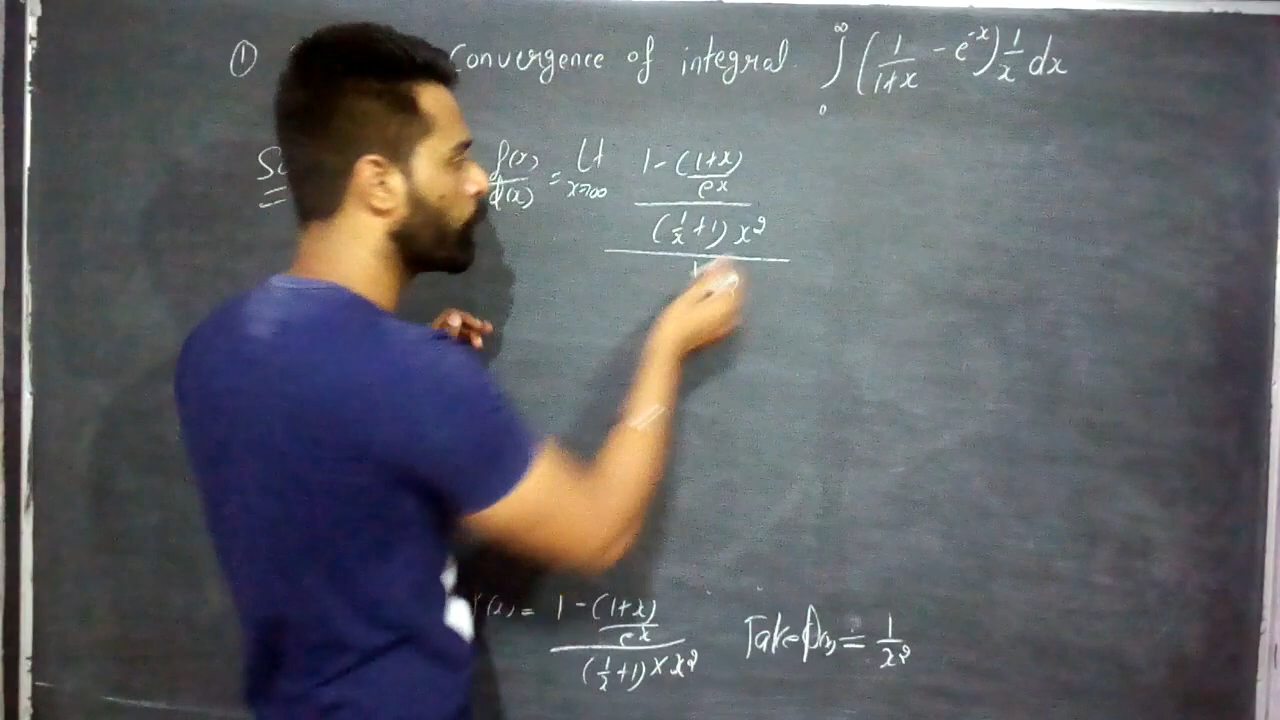 ① Convergence of integral. ∫₀^∞ (1/(1+x) − e^-x) 1/x dx
f(x)/φ(x) = Lt x→∞ (1 − (1+x)/e^x)/((1/x + 1) x²)
f(x) = (1 − (1+x)/e^x)/((1/x + 1) × x²) Take φ(x) = 1/x²